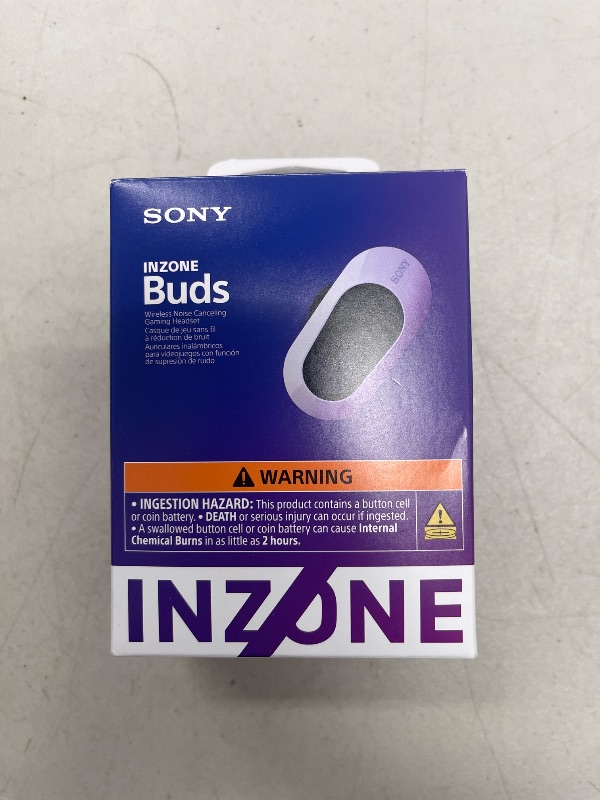 SONY
INZONE
Buds
Wireless Noise Canceling
Gaming Headset
Casque de jeu sans fil
à réduction de bruit
Auriculares inalámbricos
para videojuegos con función
de supresión de ruido
SONY
WARNING
• INGESTION HAZARD: This product contains a button cell
or coin battery. • DEATH or serious injury can occur if ingested.
• A swallowed button cell or coin battery can cause Internal
Chemical Burns in as little as 2 hours.
INZONE